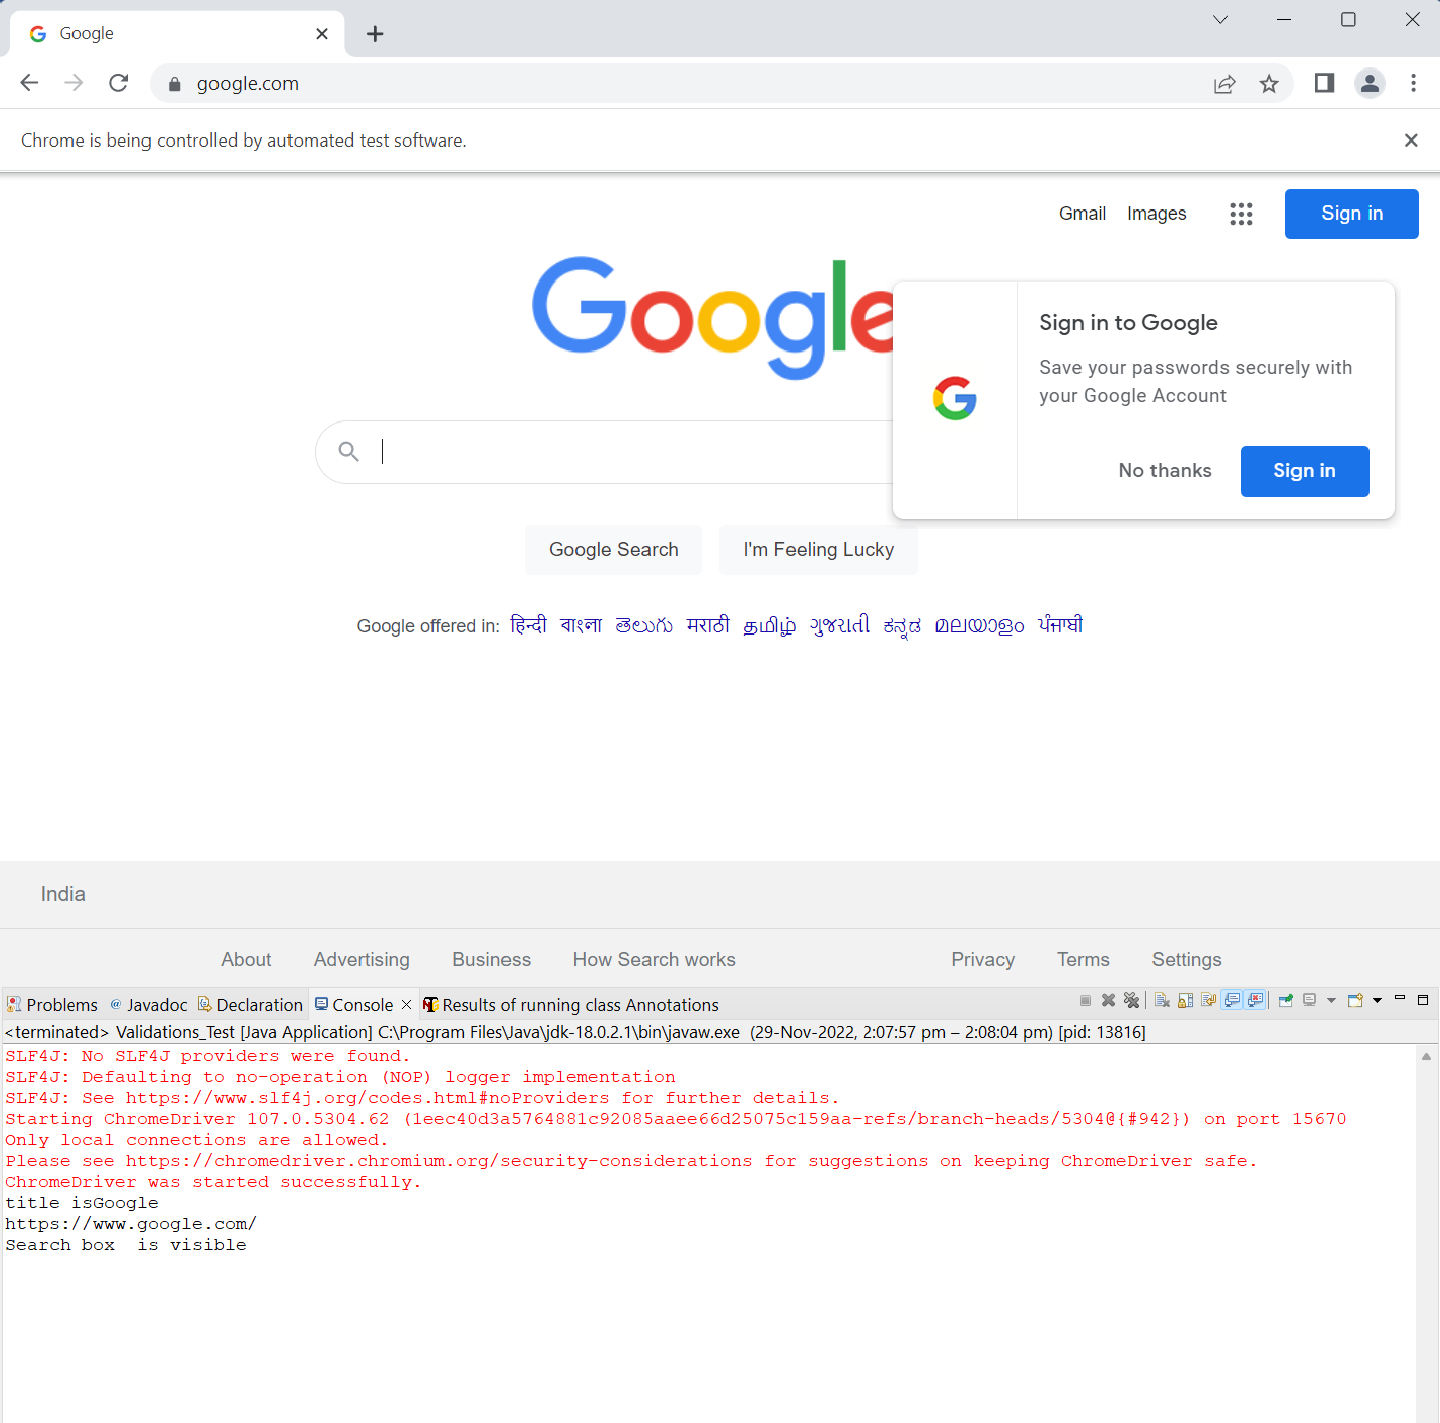 Google
google.com
Chrome is being controlled by automated test software.
Gmail Images Sign in
Google
Sign in to Google
Save your passwords securely with
your Google Account
No thanks Sign in
Google Search I'm Feeling Lucky
Google offered in: हिन्दी বাংলা తెలుగు मराठी தமிழ் ગુજરાતી ಕನ್ನಡ മലയാളം ਪੰਜਾਬੀ
India
About Advertising Business How Search works Privacy Terms Settings
Problems @ Javadoc Declaration Console Results of running class Annotations
<terminated> Validations_Test [Java Application] C:\Program Files\Java\jdk-18.0.2.1\bin\javaw.exe (29-Nov-2022, 2:07:57 pm – 2:08:04 pm) [pid: 13816]
SLF4J: No SLF4J providers were found.
SLF4J: Defaulting to no-operation (NOP) logger implementation
SLF4J: See https://www.slf4j.org/codes.html#noProviders for further details.
Starting ChromeDriver 107.0.5304.62 (1eec40d3a5764881c92085aaee66d25075c159aa-refs/branch-heads/5304@{#942}) on port 15670
Only local connections are allowed.
Please see https://chromedriver.chromium.org/security-considerations for suggestions on keeping ChromeDriver safe.
ChromeDriver was started successfully.
title isGoogle
https://www.google.com/
Search box  is visible